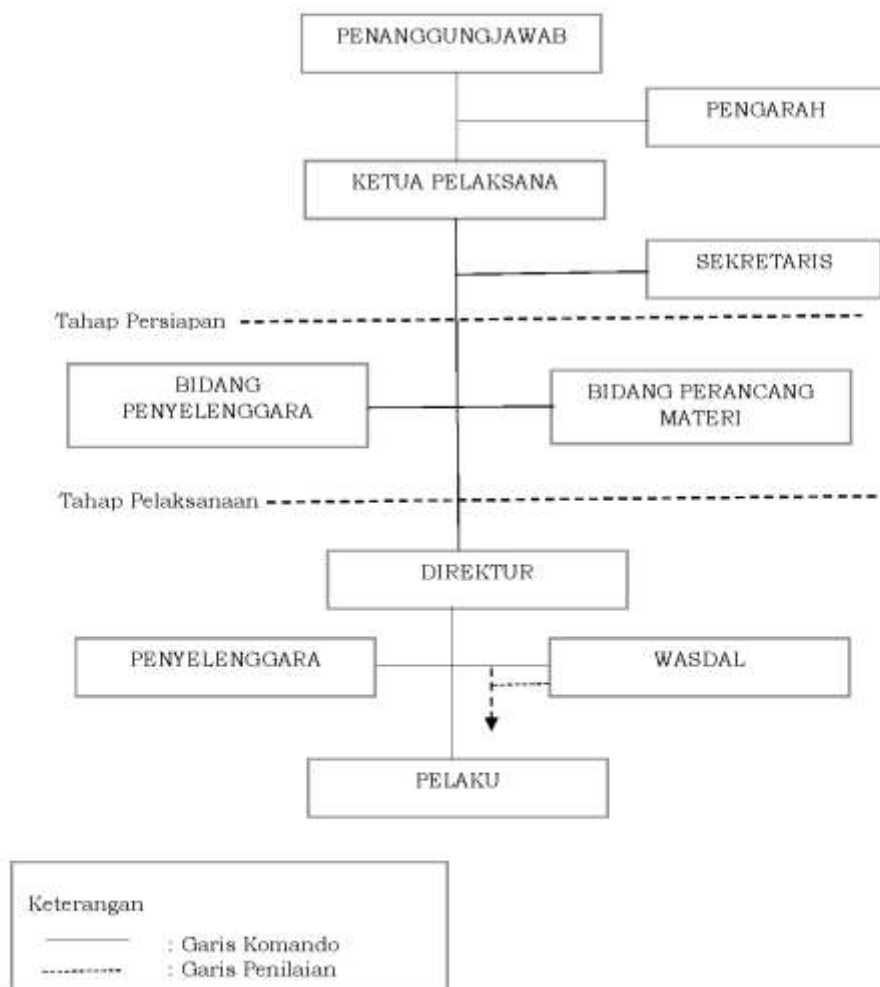 PENANGGUNGJAWAB
PENGARAH
KETUA PELAKSANA
SEKRETARIS
Tahap Persiapan
BIDANG
PENYELENGGARA
BIDANG PERANCANG
MATERI
Tahap Pelaksanaan
DIREKTUR
PENYELENGGARA
WASDAL
PELAKU
Keterangan
: Garis Komando
: Garis Penilaian